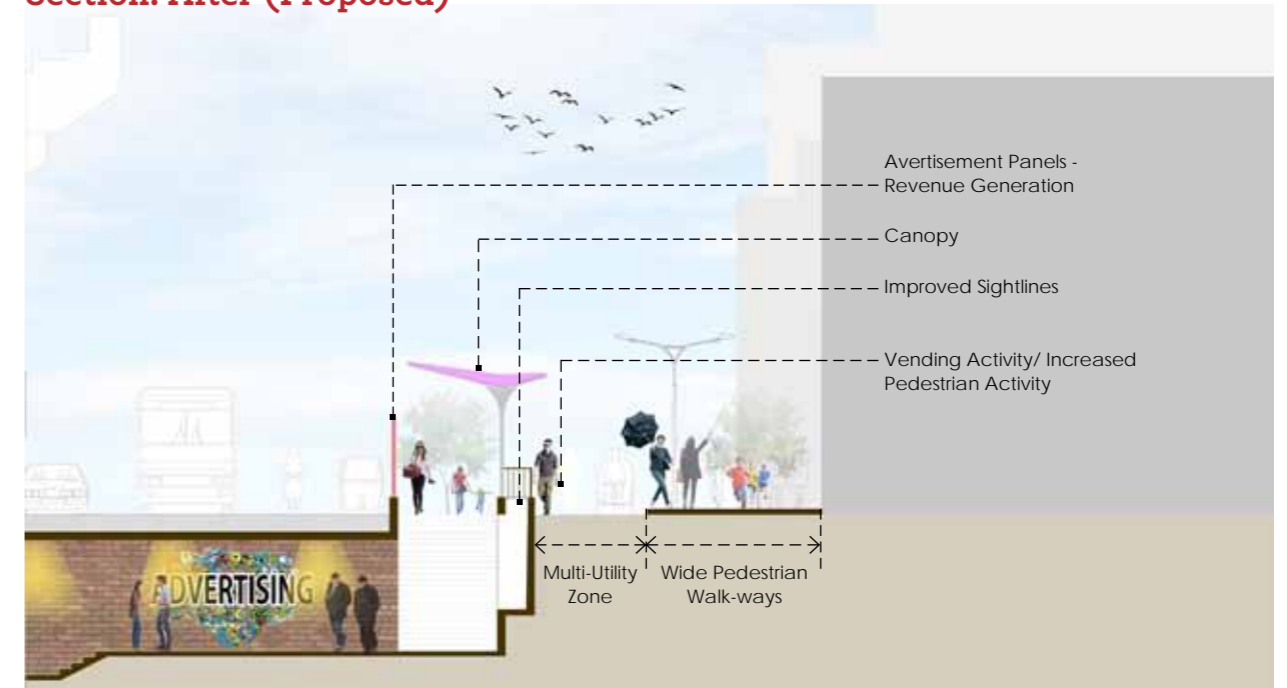 Section: After (Proposed)
Avertisement Panels -
Revenue Generation
Canopy
Improved Sightlines
Vending Activity/ Increased
Pedestrian Activity
Multi-Utility
Zone
Wide Pedestrian
Walk-ways
ADVERTISING